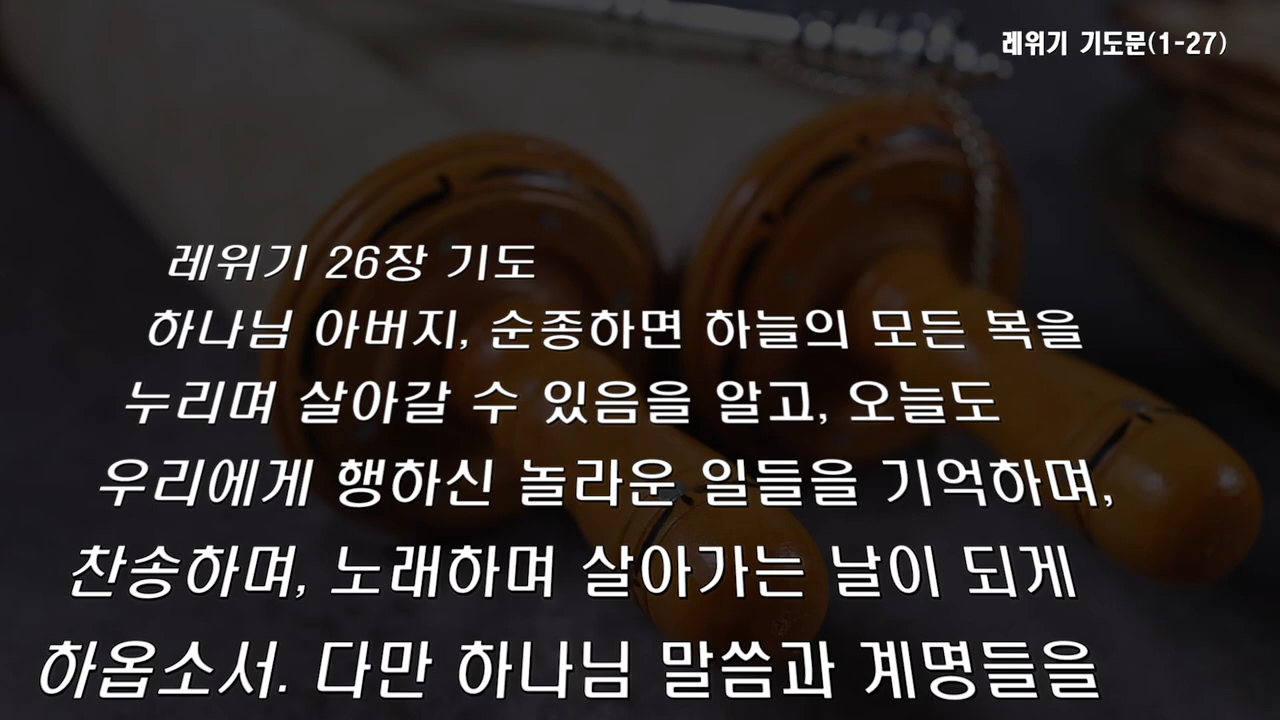 레위기 기도문(1-27)
레위기 26장 기도
하나님 아버지, 순종하면 하늘의 모든 복을
누리며 살아갈 수 있음을 알고, 오늘도
우리에게 행하신 놀라운 일들을 기억하며,
찬송하며, 노래하며 살아가는 날이 되게
하옵소서. 다만 하나님 말씀과 계명들을